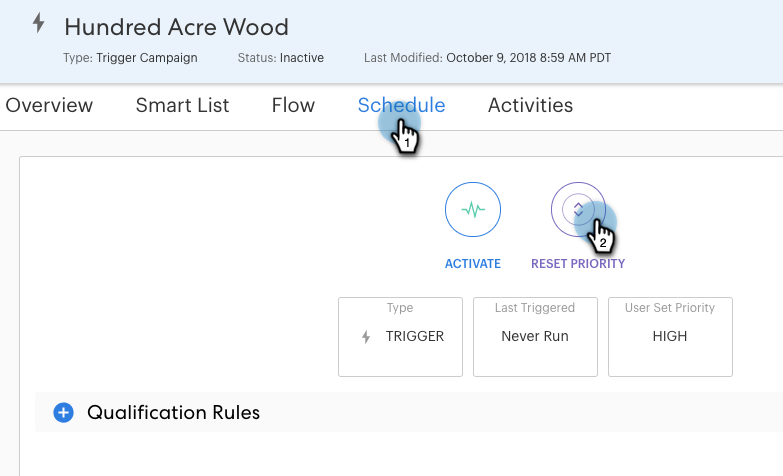 Hundred Acre Wood
Type: Trigger Campaign Status: Inactive Last Modified: October 9, 2018 8:59 AM PDT
Overview Smart List Flow Schedule Activities
1
2
ACTIVATE RESET PRIORITY
Type Last Triggered User Set Priority
TRIGGER Never Run HIGH
Qualification Rules